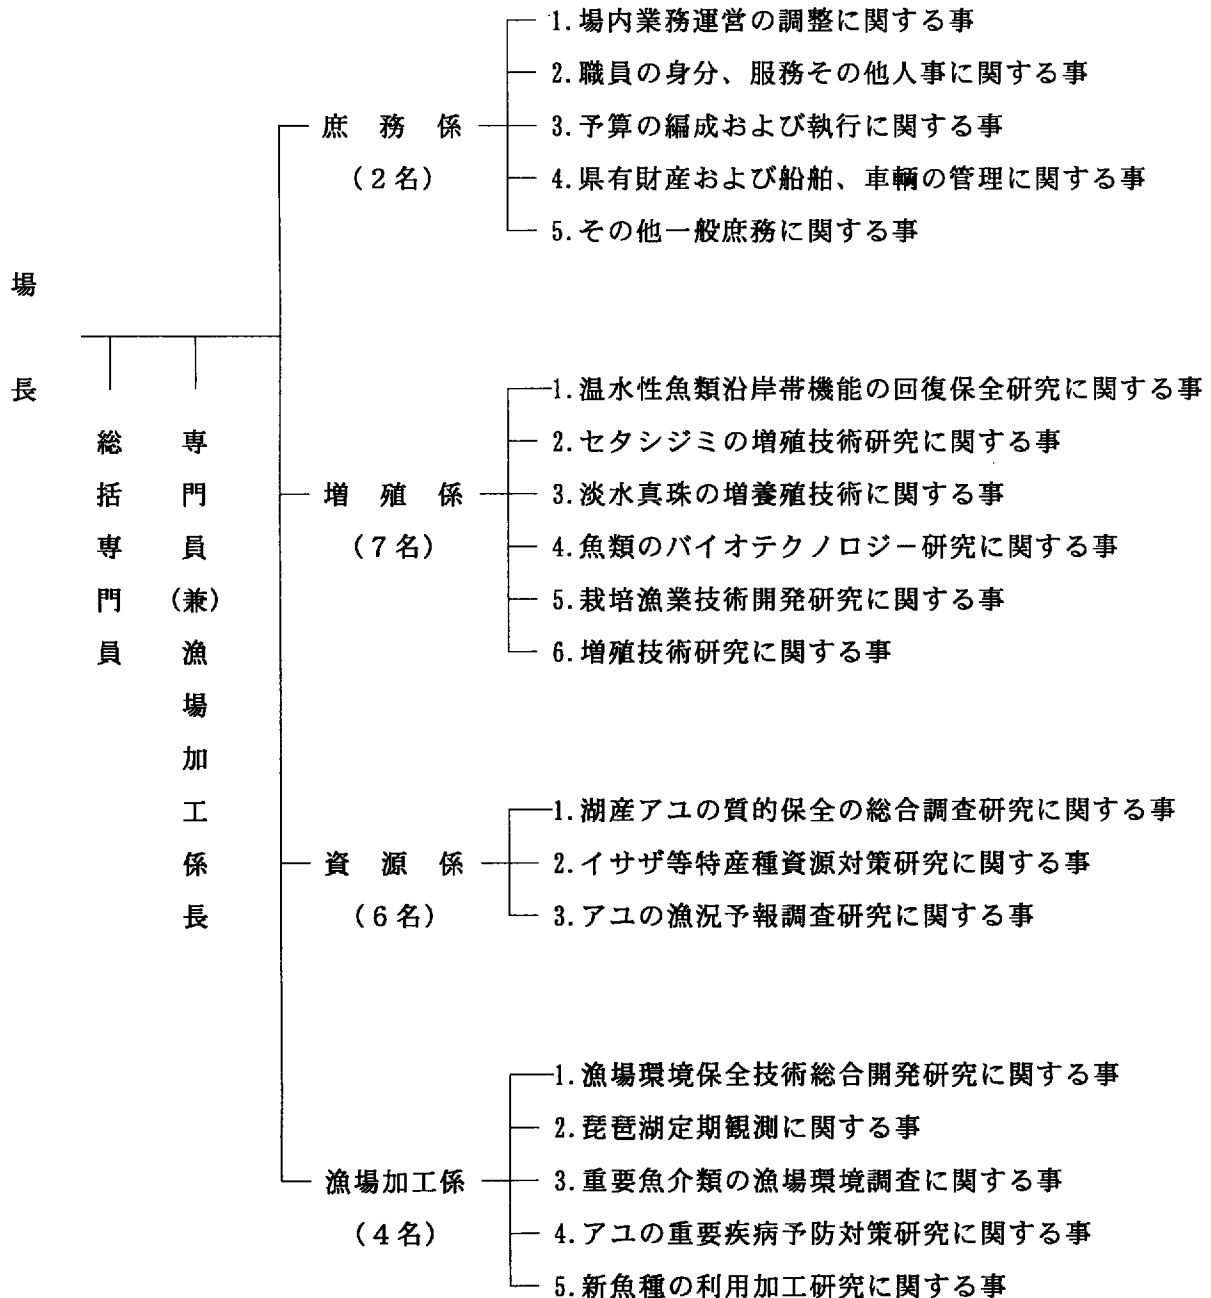 場長
総括専門員
専門員(兼)漁場加工係長
庶務係
(2名)
1.場内業務運営の調整に関する事
2.職員の身分、服務その他人事に関する事
3.予算の編成および執行に関する事
4.県有財産および船舶、車輌の管理に関する事
5.その他一般庶務に関する事
増殖係
(7名)
1.温水性魚類沿岸帯機能の回復保全研究に関する事
2.セタシジミの増殖技術研究に関する事
3.淡水真珠の増養殖技術に関する事
4.魚類のバイオテクノロジー研究に関する事
5.栽培漁業技術開発研究に関する事
6.増殖技術研究に関する事
資源係
(6名)
1.湖産アユの質的保全の総合調査研究に関する事
2.イサザ等特産種資源対策研究に関する事
3.アユの漁況予報調査研究に関する事
漁場加工係
(4名)
1.漁場環境保全技術総合開発研究に関する事
2.琵琶湖定期観測に関する事
3.重要魚介類の漁場環境調査に関する事
4.アユの重要疾病予防対策研究に関する事
5.新魚種の利用加工研究に関する事